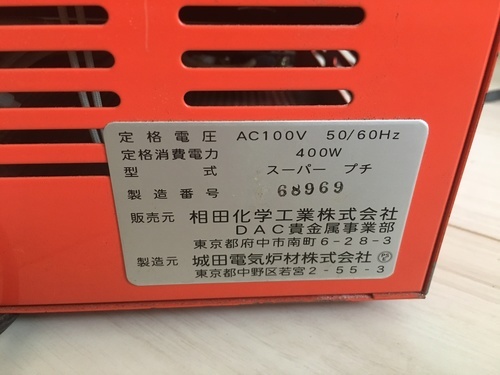 定格電圧 AC100V 50/60Hz
定格消費電力 400W
型式 スーパー プチ
製造番号 68969
販売元 相田化学工業株式会社
DAC貴金属事業部
東京都府中市南町6-28-3
製造元 城田電気炉材株式会社
東京都中野区若宮2-55-3